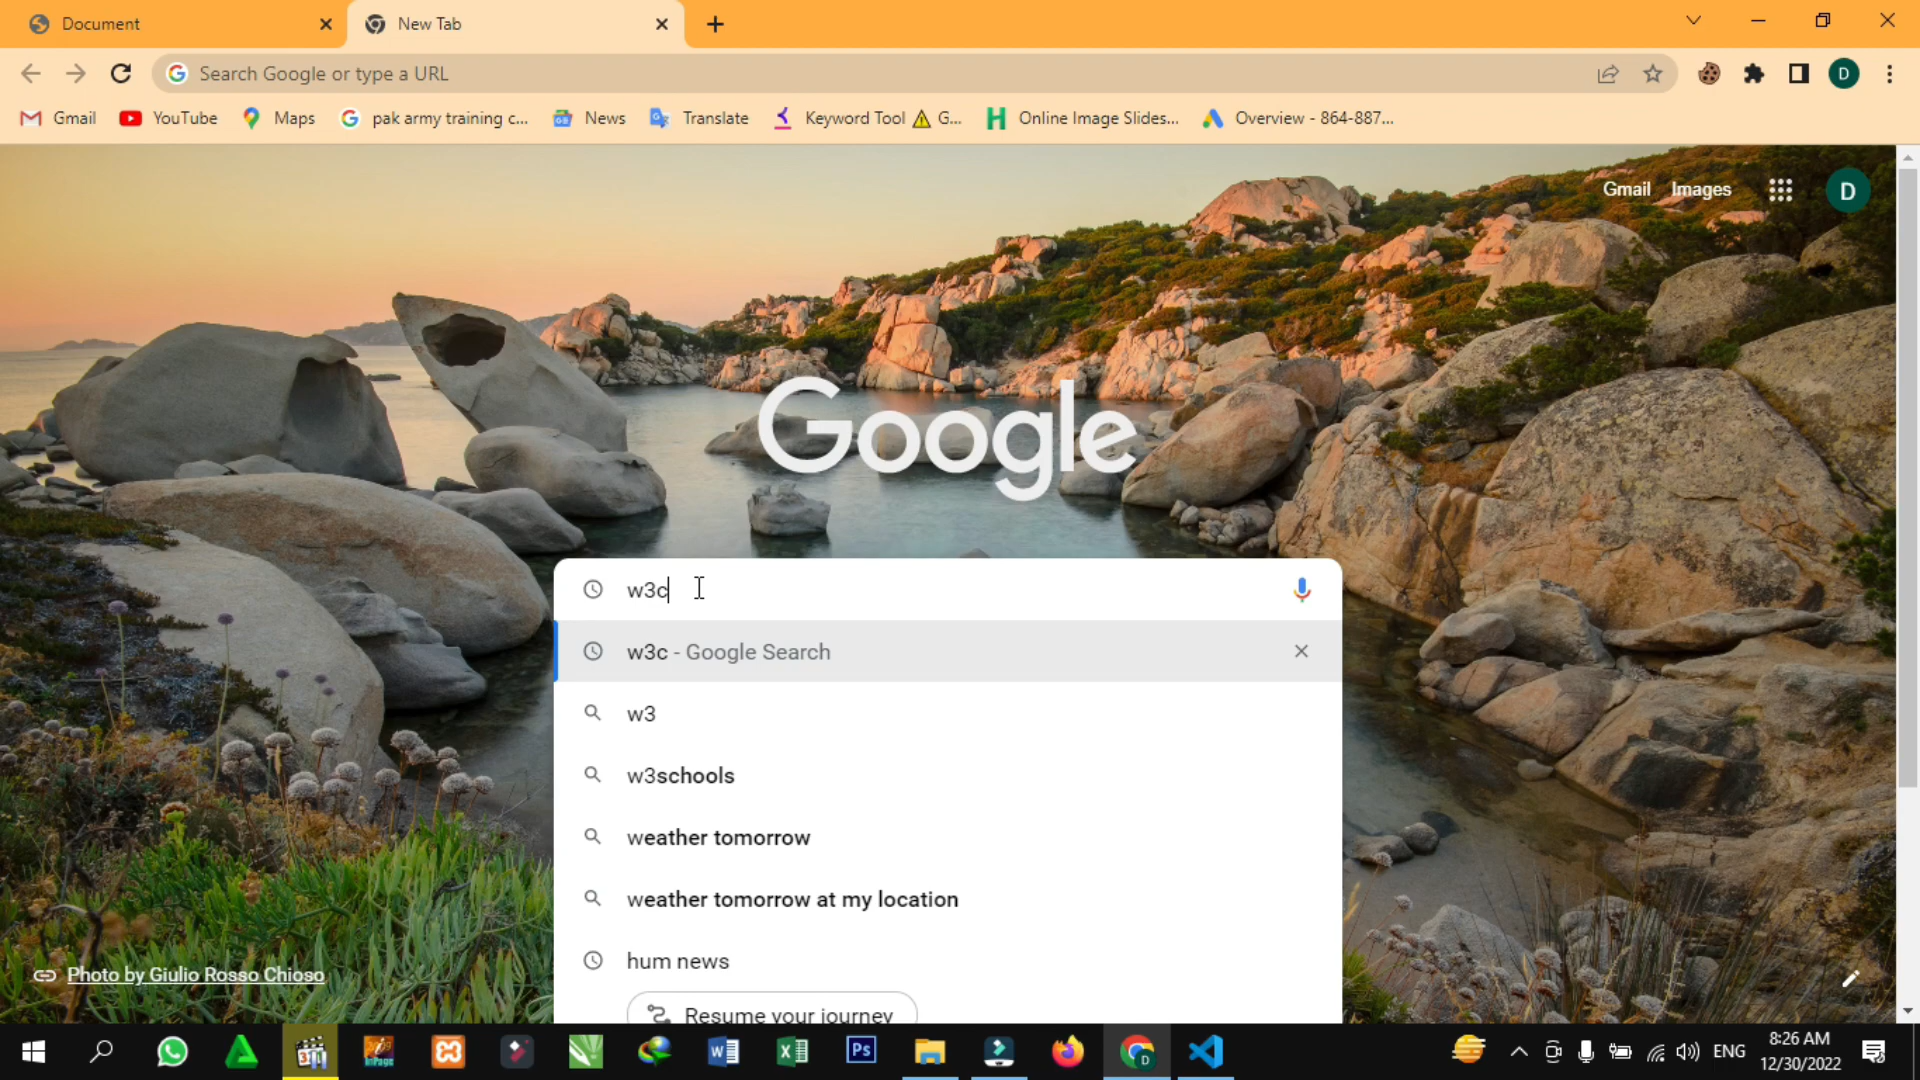 Document
New Tab
Search Google or type a URL
D
Gmail
YouTube
Maps
pak army training c...
News
Translate
Keyword Tool ⚠ G...
Online Image Slides...
Overview - 864-887...
Gmail
Images
D
Google
w3c
w3c - Google Search
w3
w3schools
weather tomorrow
weather tomorrow at my location
hum news
Resume your journey
Photo by Giulio Rosso Chioso
Ps
ENG
8:26 AM
12/30/2022